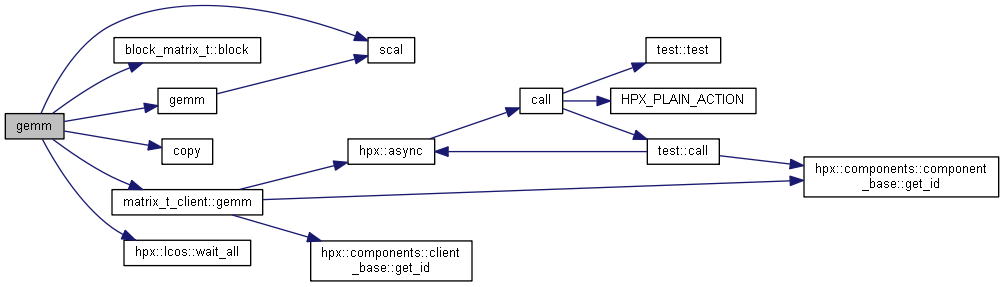 gemm
block_matrix_t::block
gemm
copy
matrix_t_client::gemm
hpx::lcos::wait_all
scal
hpx::async
hpx::components::client
_base::get_id
call
test::test
HPX_PLAIN_ACTION
test::call
hpx::components::component
_base::get_id